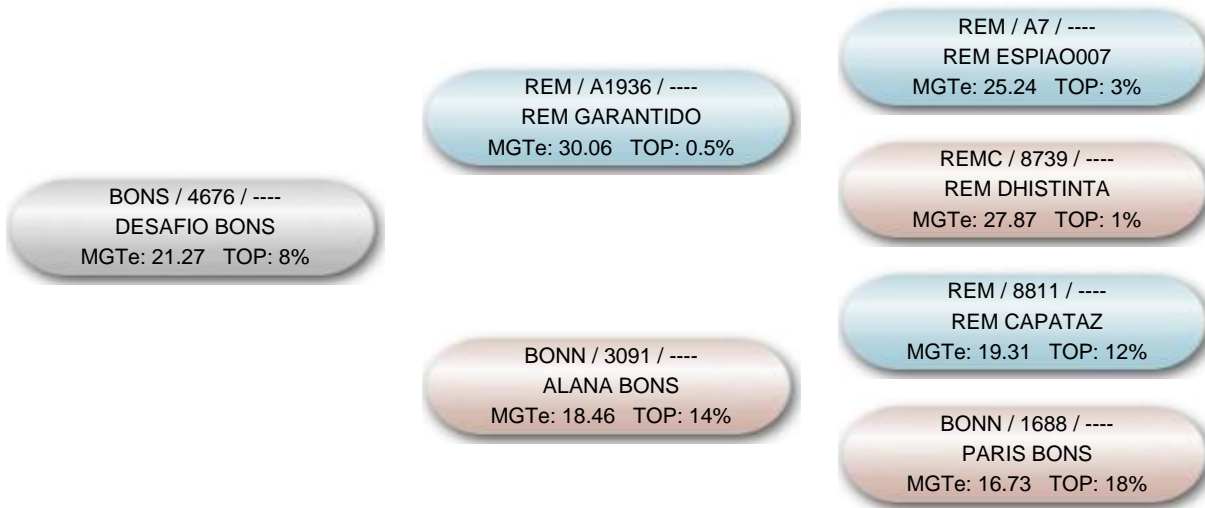 BONS / 4676 / ----
DESAFIO BONS
MGTe: 21.27 TOP: 8%
REM / A1936 / ----
REM GARANTIDO
MGTe: 30.06 TOP: 0.5%
BONN / 3091 / ----
ALANA BONS
MGTe: 18.46 TOP: 14%
REM / A7 / ----
REM ESPIAO007
MGTe: 25.24 TOP: 3%
REMC / 8739 / ----
REM DHISTINTA
MGTe: 27.87 TOP: 1%
REM / 8811 / ----
REM CAPATAZ
MGTe: 19.31 TOP: 12%
BONN / 1688 / ----
PARIS BONS
MGTe: 16.73 TOP: 18%